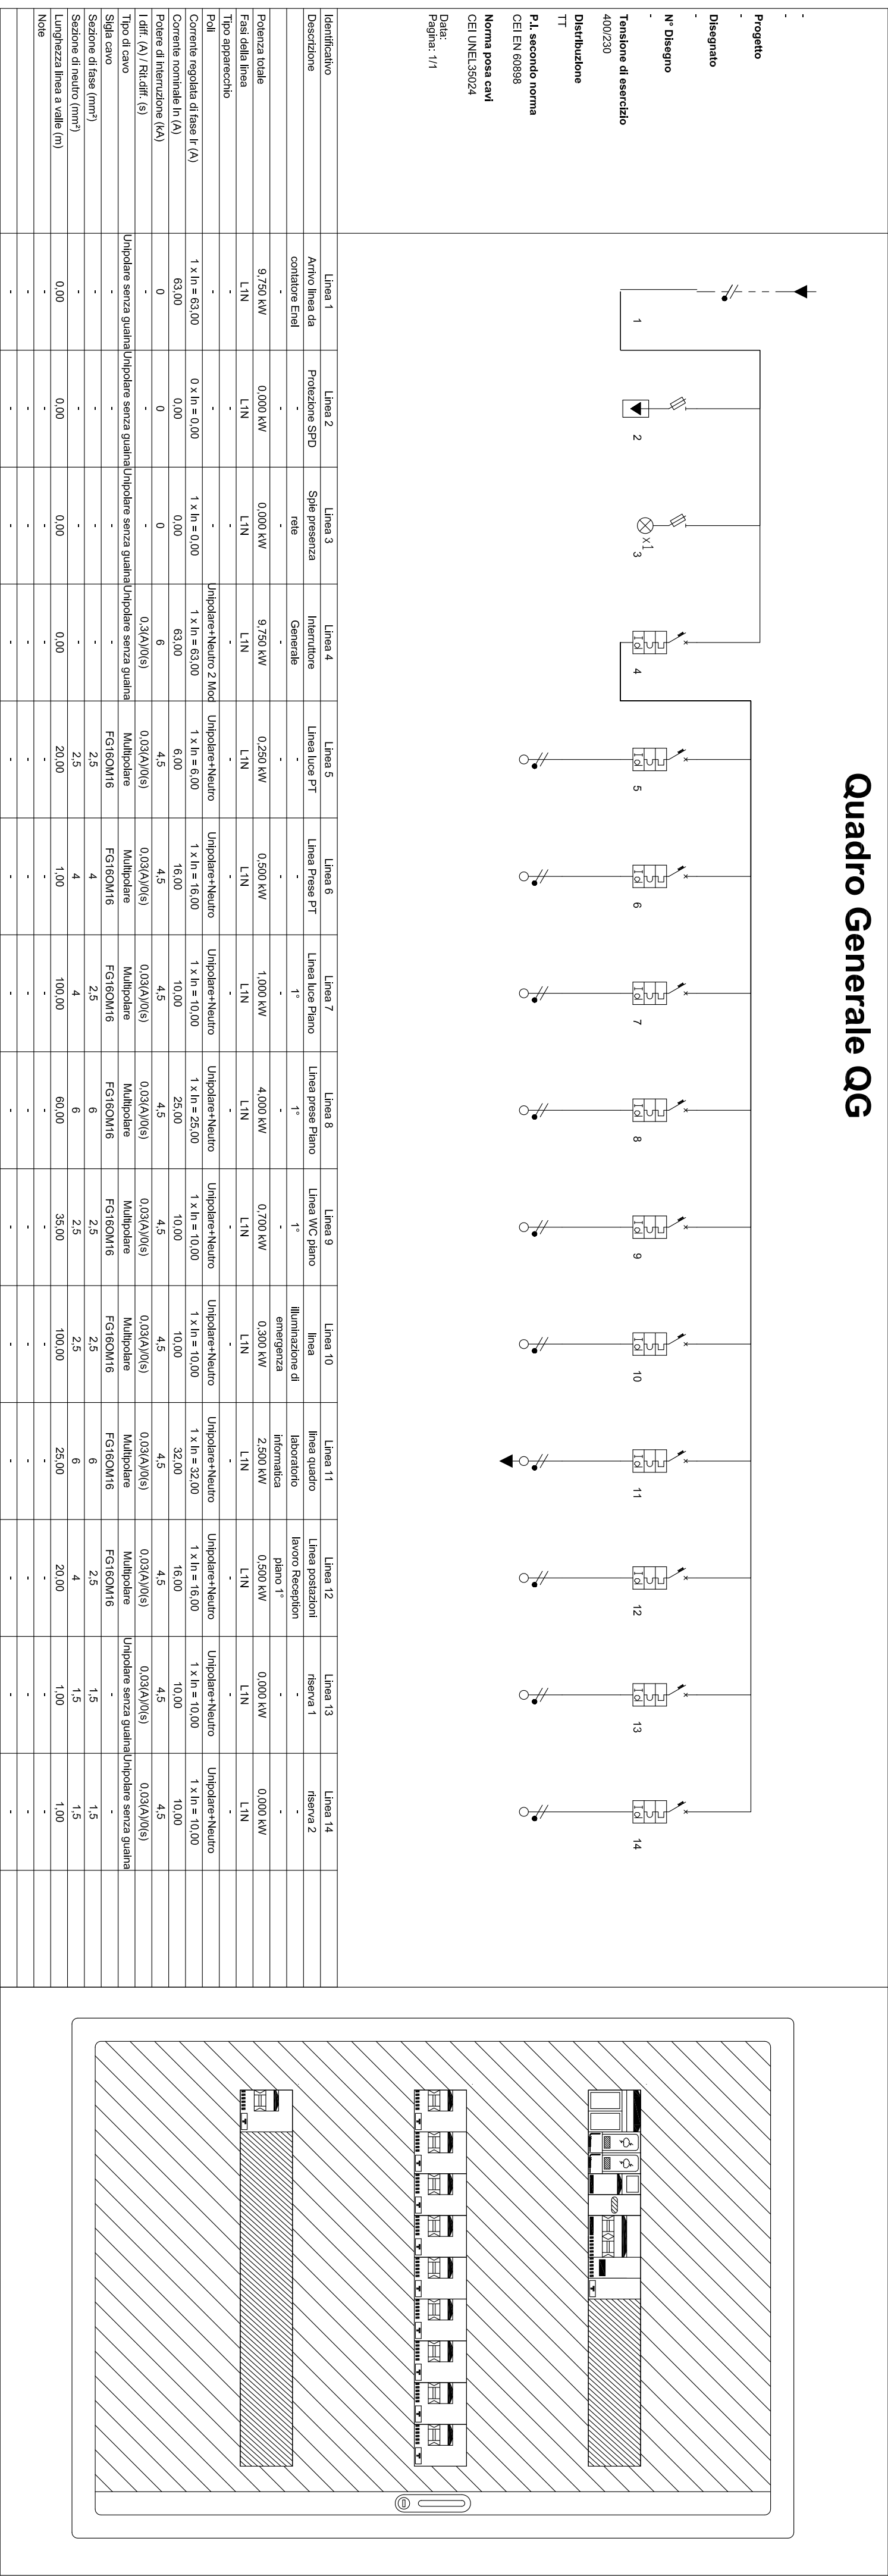 Quadro Generale QG
-
-
Progetto
-
Disegnato
-
N° Disegno
-
Tensione di esercizio
400/230
Distribuzione
TT
P.I. secondo norma
CEI EN 60898
Norma posa cavi
CEI UNEL35024
Data:
Pagina: 1/1
1
2
3
x1
4
5
6
7
8
9
10
11
12
13
14
Identificativo Linea 1 Linea 2 Linea 3 Linea 4 Linea 5 Linea 6 Linea 7 Linea 8 Linea 9 Linea 10 Linea 11 Linea 12 Linea 13 Linea 14
Descrizione Arrivo linea da Protezione SPD Spie presenza Interruttore Linea luce PT Linea Prese PT Linea luce Piano Linea prese Piano Linea WC piano linea linea quadro Linea postazioni riserva 1 riserva 2
contatore Enel - rete Generale - - 1° 1° 1° illuminazione di laboratorio lavoro Reception - -
- - - - - - - - - emergenza informatica piano 1° - -
Potenza totale 9,750 kW 0,000 kW 0,000 kW 9,750 kW 0,250 kW 0,500 kW 1,000 kW 4,000 kW 0,700 kW 0,300 kW 2,500 kW 0,500 kW 0,000 kW 0,000 kW
Fasi della linea L1N L1N L1N L1N L1N L1N L1N L1N L1N L1N L1N L1N L1N L1N
Tipo apparecchio - - - - - - - - - - - - - -
Poli - - - Unipolare+Neutro 2 Mod Unipolare+Neutro Unipolare+Neutro Unipolare+Neutro Unipolare+Neutro Unipolare+Neutro Unipolare+Neutro Unipolare+Neutro Unipolare+Neutro Unipolare+Neutro Unipolare+Neutro
Corrente regolata di fase Ir (A) 1 x In = 63,00 0 x In = 0,00 1 x In = 0,00 1 x In = 63,00 1 x In = 6,00 1 x In = 16,00 1 x In = 10,00 1 x In = 25,00 1 x In = 10,00 1 x In = 10,00 1 x In = 32,00 1 x In = 16,00 1 x In = 10,00 1 x In = 10,00
Corrente nominale In (A) 63,00 0,00 0,00 63,00 6,00 16,00 10,00 25,00 10,00 10,00 32,00 16,00 10,00 10,00
Potere di interruzione (kA) 0 0 0 6 4,5 4,5 4,5 4,5 4,5 4,5 4,5 4,5 4,5 4,5
I diff. (A) / Rit.diff. (s) - - - 0,3(A)/0(s) 0,03(A)/0(s) 0,03(A)/0(s) 0,03(A)/0(s) 0,03(A)/0(s) 0,03(A)/0(s) 0,03(A)/0(s) 0,03(A)/0(s) 0,03(A)/0(s) 0,03(A)/0(s) 0,03(A)/0(s)
Tipo di cavo Unipolare senza guaina Unipolare senza guaina Unipolare senza guaina Unipolare senza guaina Multipolare Multipolare Multipolare Multipolare Multipolare Multipolare Multipolare Multipolare Unipolare senza guaina Unipolare senza guaina
Sigla cavo - - - - FG16OM16 FG16OM16 FG16OM16 FG16OM16 FG16OM16 FG16OM16 FG16OM16 FG16OM16 - -
Sezione di fase (mm²) - - - - 2,5 4 2,5 6 2,5 2,5 6 2,5 1,5 1,5
Sezione di neutro (mm²) - - - - 2,5 4 4 6 2,5 2,5 6 4 1,5 1,5
Lunghezza linea a valle (m) 0,00 0,00 0,00 0,00 20,00 1,00 100,00 60,00 35,00 100,00 25,00 20,00 1,00 1,00
Note - - - - - - - - - - - - - -
- - - - - - - - - - - - - -
- - - - - - - - - - - - - -